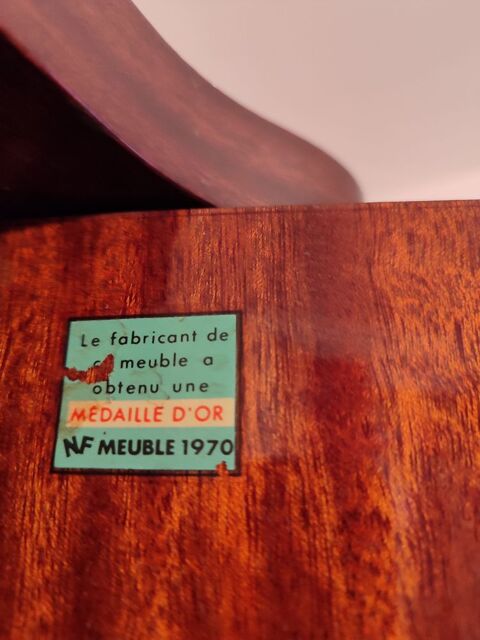 Le fabricant de
meuble a
obtenu une
MÉDAILLE D'OR
NF MEUBLE 1970